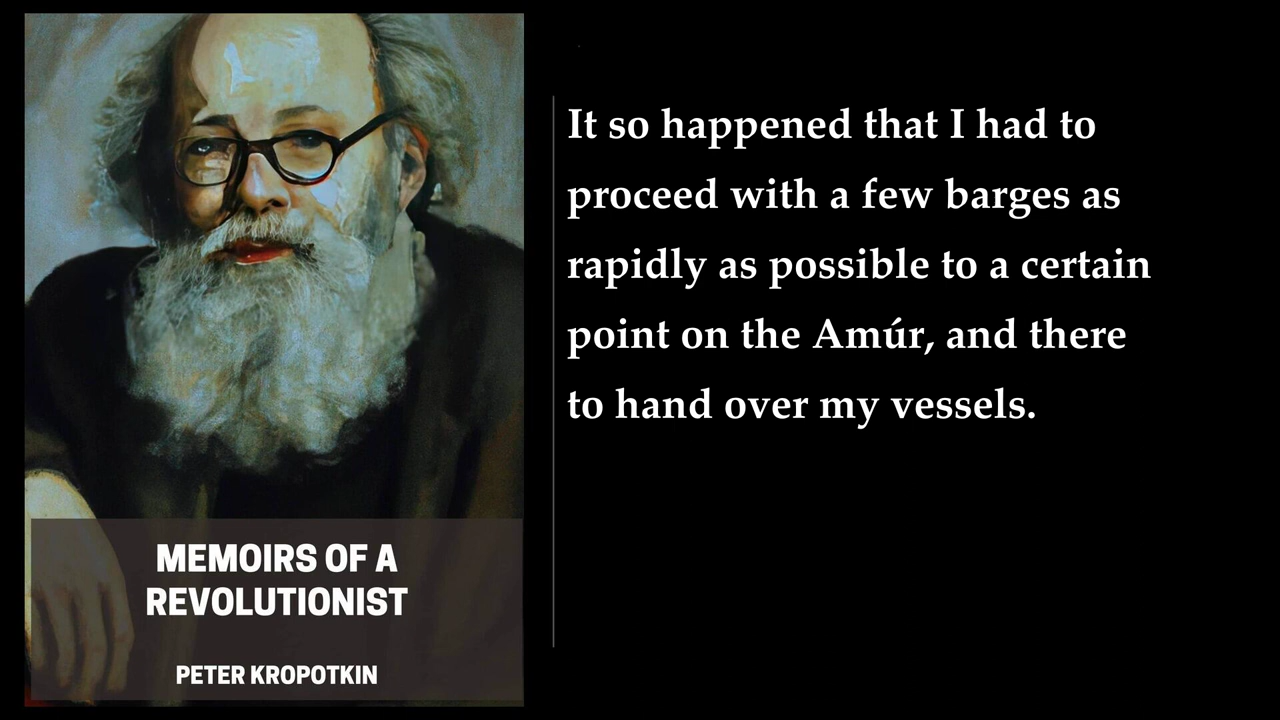 It so happened that I had to
proceed with a few barges as
rapidly as possible to a certain
point on the Amúr, and there
to hand over my vessels.
MEMOIRS OF A
REVOLUTIONIST
PETER KROPOTKIN